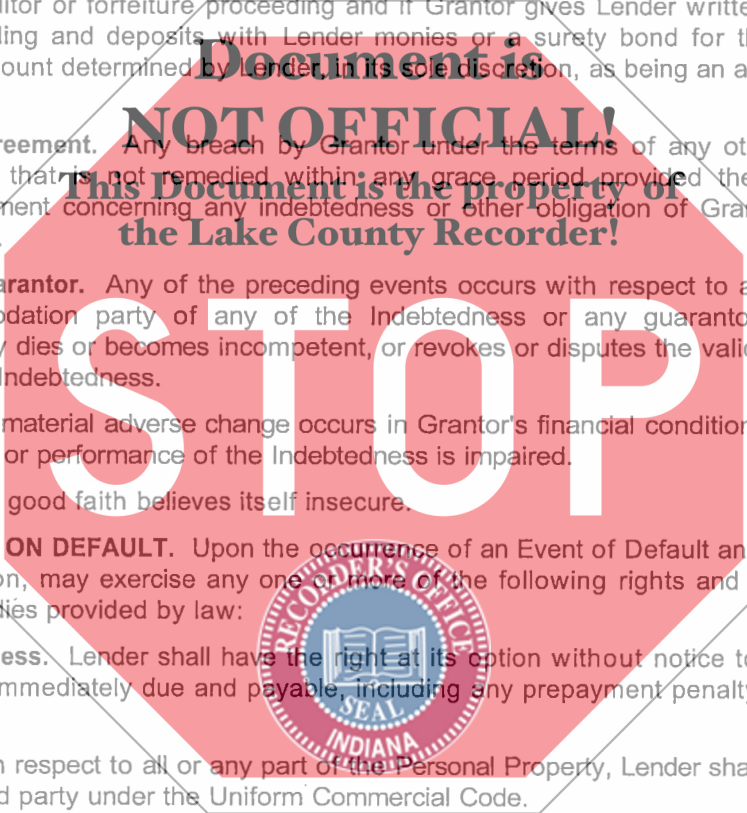 itor or forfeiture proceeding and if Grantor gives Lender writte
ling and deposits with Lender monies or a surety bond for th
ount determined by Lender, in its sole discretion, as being an a
Document is
NOT OFFICIAL!
This Document is the property of
the Lake County Recorder!
reement. Any breach by Grantor under the terms of any ot
that is not remedied within any grace period provided the
ment concerning any indebtedness or other obligation of Gran
arantor. Any of the preceding events occurs with respect to a
odation party of any of the Indebtedness or any guaranto
y dies or becomes incompetent, or revokes or disputes the valid
Indebtedness.
STOP
material adverse change occurs in Grantor's financial condition
or performance of the Indebtedness is impaired.
good faith believes itself insecure.
ON DEFAULT. Upon the occurrence of an Event of Default an
on, may exercise any one or more of the following rights and
dies provided by law:
RECORDER'S OFFICE
SEAL
INDIANA
ess. Lender shall have the right at its option without notice to
immediately due and payable, including any prepayment penalty
n respect to all or any part of the Personal Property, Lender sha
d party under the Uniform Commercial Code.